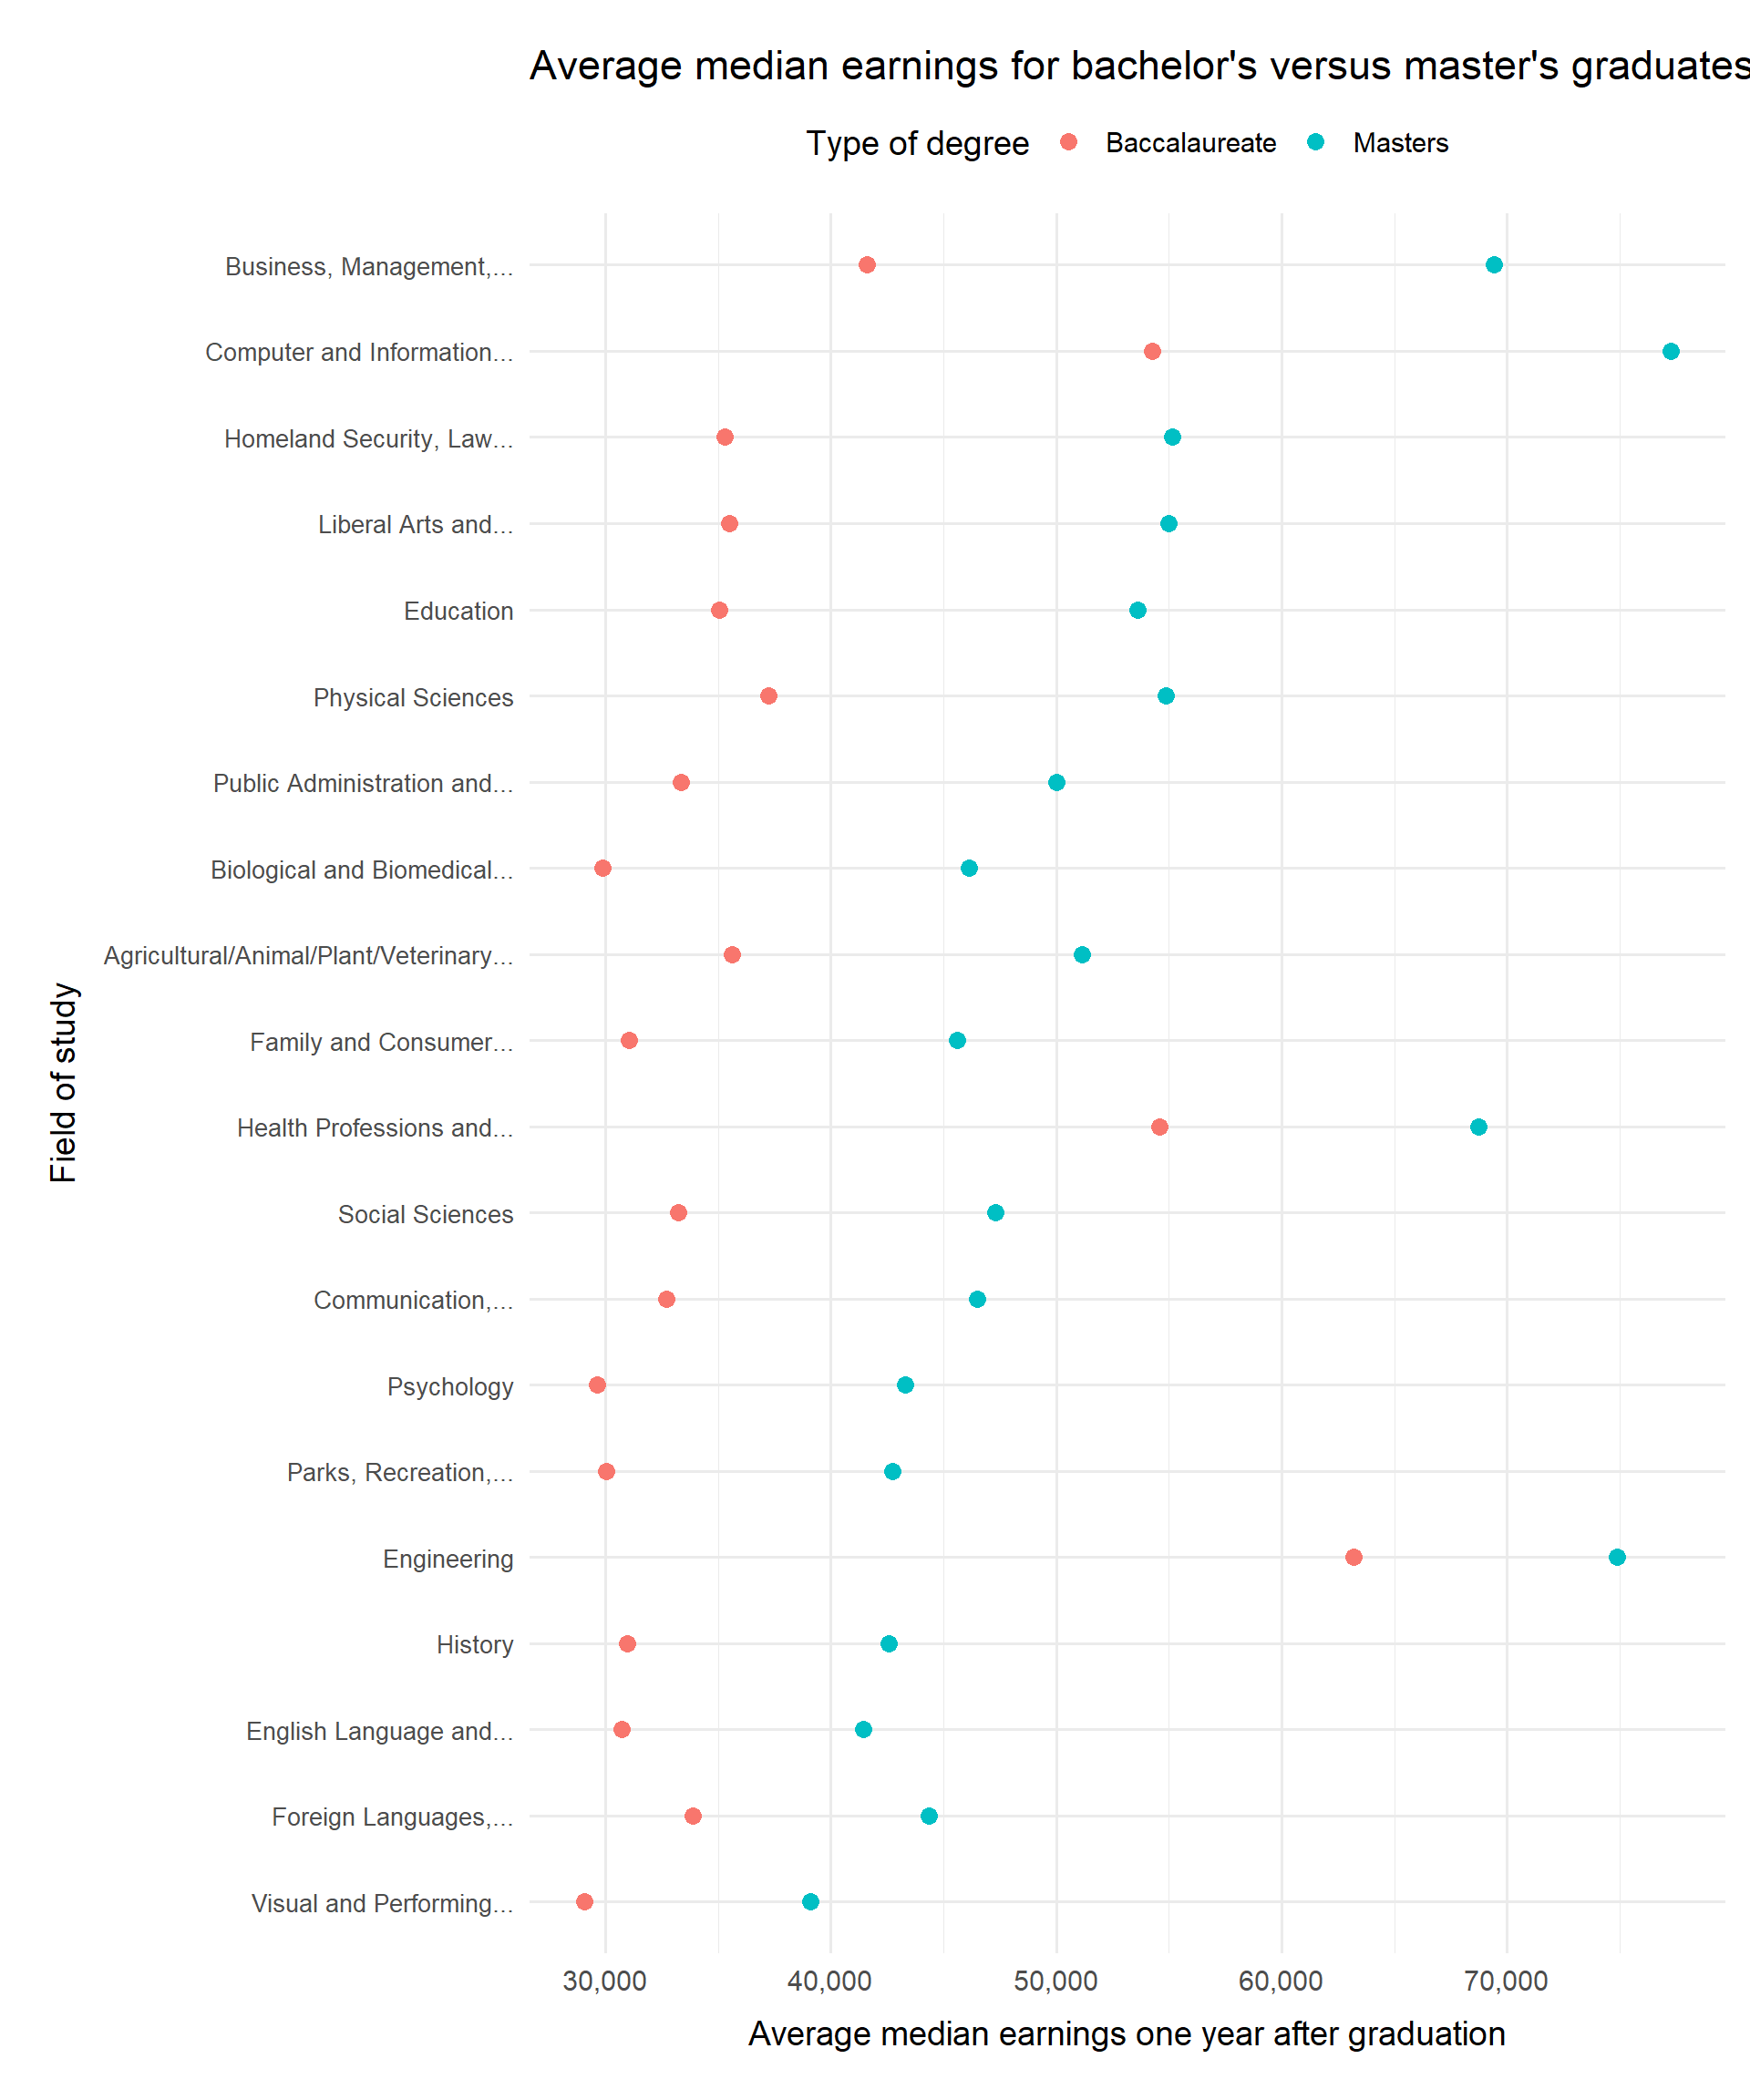 Average median earnings for bachelor's versus master's graduates
Type of degree Baccalaureate Masters
Business, Management,...
Computer and Information...
Homeland Security, Law...
Liberal Arts and...
Education
Physical Sciences
Public Administration and...
Biological and Biomedical...
Agricultural/Animal/Plant/Veterinary...
Family and Consumer...
Health Professions and...
Social Sciences
Communication,...
Psychology
Parks, Recreation,...
Engineering
History
English Language and...
Foreign Languages,...
Visual and Performing...
Field of study
30,000 40,000 50,000 60,000 70,000
Average median earnings one year after graduation